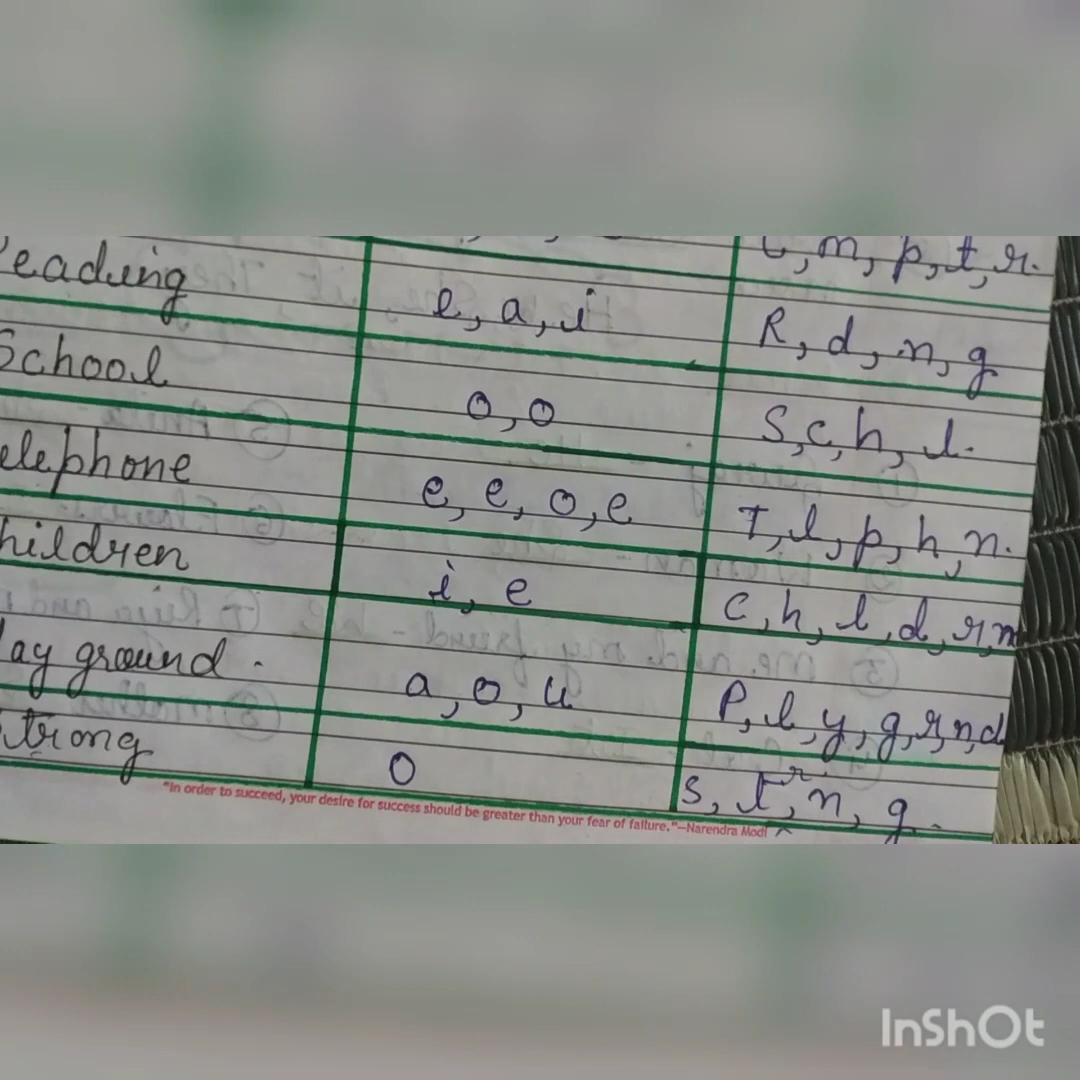 c, m, p, t, r.
eading e, a, i R, d, n, g
School o, o S, c, h, l.
elephone e, e, o, e T, l, p, h, n.
hildren i, e C, h, l, d, r, n
lay ground. a, o, u P, l, y, g, r, n, d
trong o s, t, r, n, g.
"In order to succeed, your desire for success should be greater than your fear of failure."—Narendra Modi
InShOt